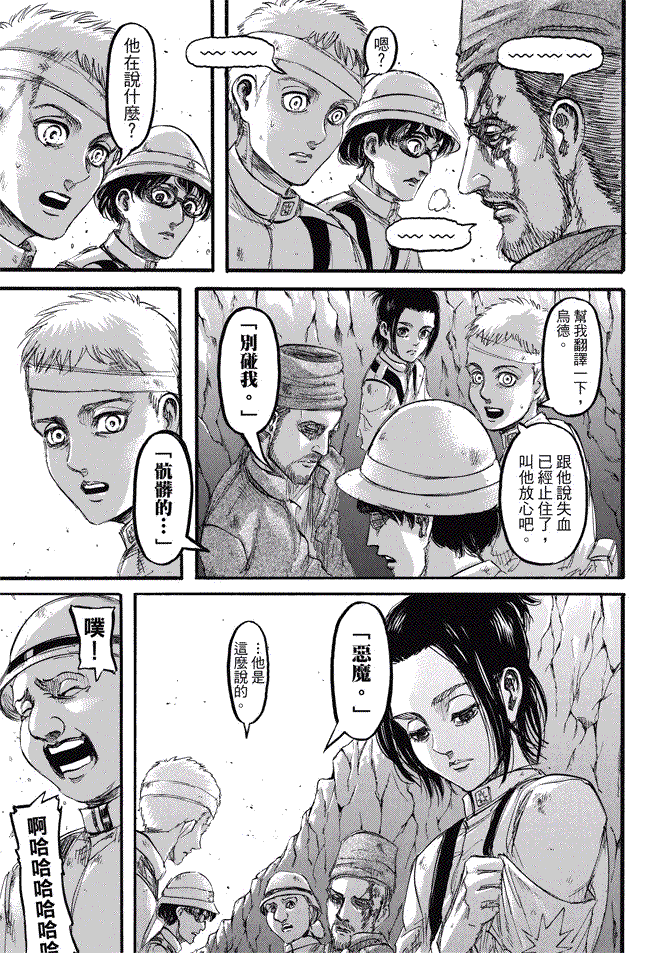 嗯？
他在說什麼？
幫我翻譯一下，
烏德。
跟他說失血
已經止住了，
叫他放心吧。
「別碰我。」
「骯髒的…」
「惡魔。」
…他是
這麼說的。
噗！
啊哈哈哈哈哈